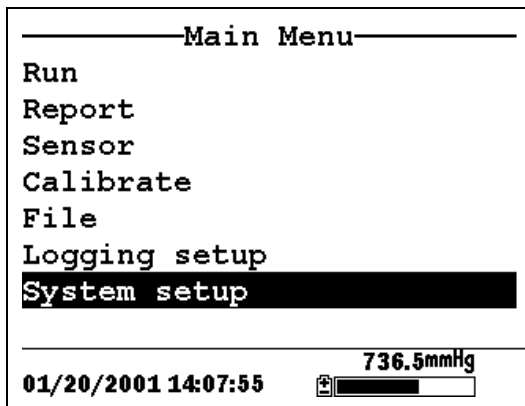 Main Menu
Run
Report
Sensor
Calibrate
File
Logging setup
System setup
736.5mmHg
01/20/2001 14:07:55